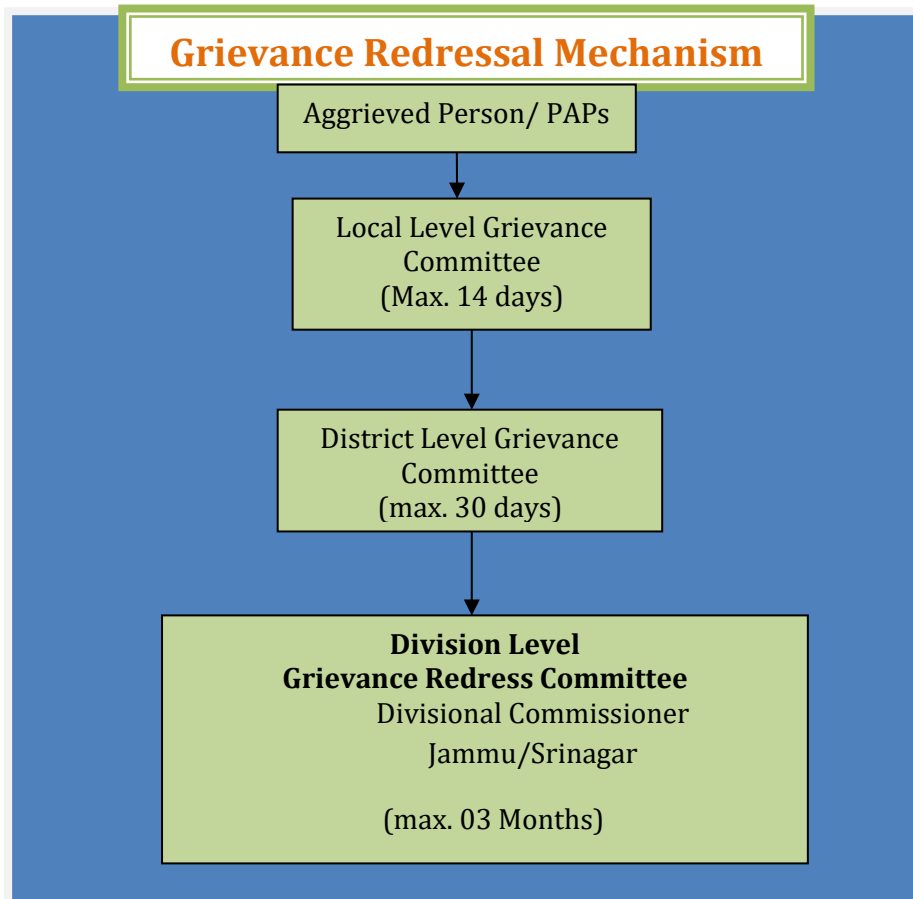 Grievance Redressal Mechanism
Aggrieved Person/ PAPs
Local Level Grievance
Committee
(Max. 14 days)
District Level Grievance
Committee
(max. 30 days)
Division Level
Grievance Redress Committee
Divisional Commissioner
Jammu/Srinagar
(max. 03 Months)